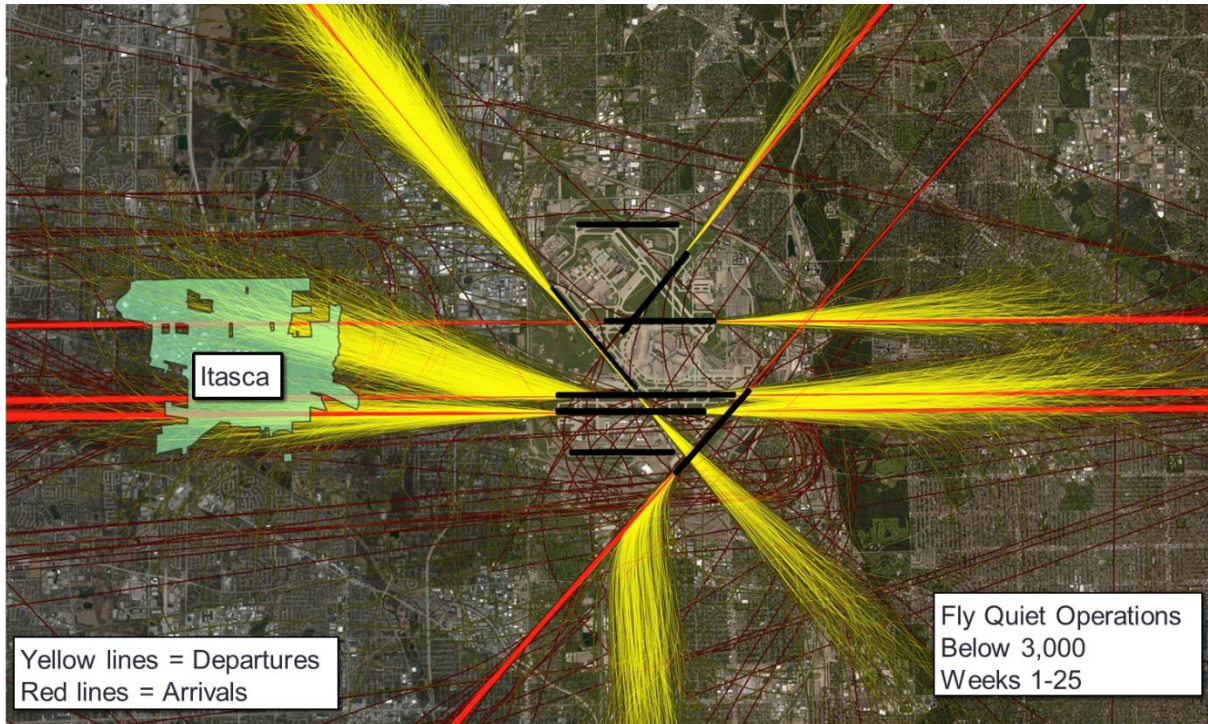 Itasca
Yellow lines = Departures
Red lines = Arrivals
Fly Quiet Operations
Below 3,000
Weeks 1-25